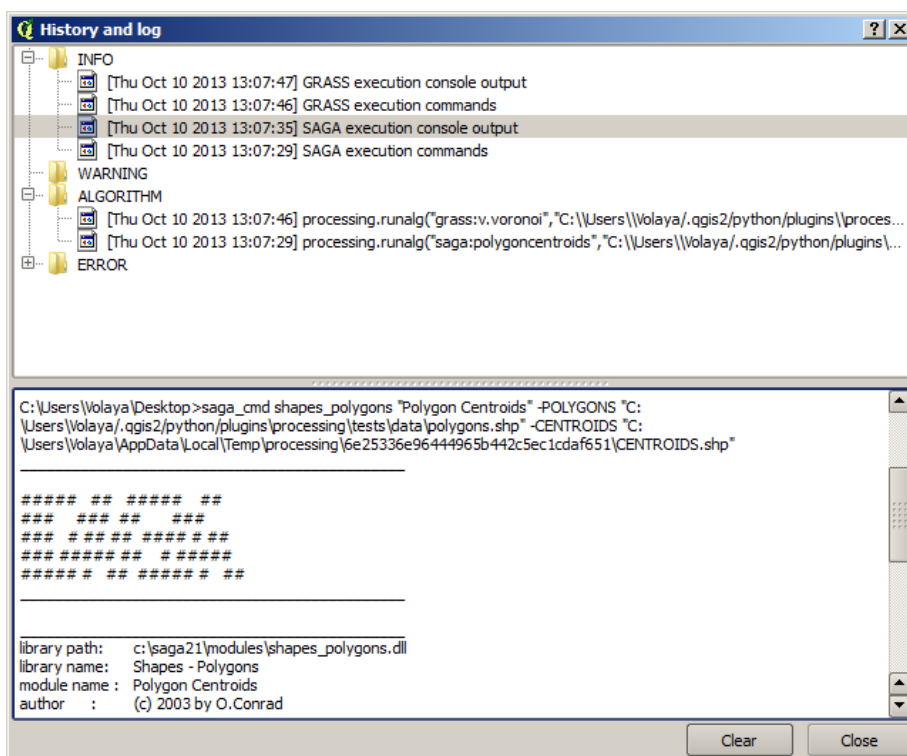 History and log
INFO
[Thu Oct 10 2013 13:07:47] GRASS execution console output
[Thu Oct 10 2013 13:07:46] GRASS execution commands
[Thu Oct 10 2013 13:07:35] SAGA execution console output
[Thu Oct 10 2013 13:07:29] SAGA execution commands
WARNING
ALGORITHM
[Thu Oct 10 2013 13:07:46] processing.runalg("grass:v.voronoi","C:\\Users\\Volaya/.qgis2/python/plugins\\proces...
[Thu Oct 10 2013 13:07:29] processing.runalg("saga:polygoncentroids","C:\\Users\\Volaya/.qgis2/python/plugins\...
ERROR
C:\Users\Volaya\Desktop>saga_cmd shapes_polygons "Polygon Centroids" -POLYGONS "C:
\Users\Volaya/.qgis2/python/plugins\processing\tests\data\polygons.shp" -CENTROIDS "C:
\Users\Volaya\AppData\Local\Temp\processing\6e25336e96444965b442c5ec1cdaf651\CENTROIDS.shp"
_____________________________________________
##### ## ##### ##
### ### ## ###
### # ## ## #### # ##
### ##### ## # #####
##### # ## ##### # ##
_____________________________________________
_____________________________________________
library path: c:\saga21\modules\shapes_polygons.dll
library name: Shapes - Polygons
module name : Polygon Centroids
author : (c) 2003 by O.Conrad
Clear Close